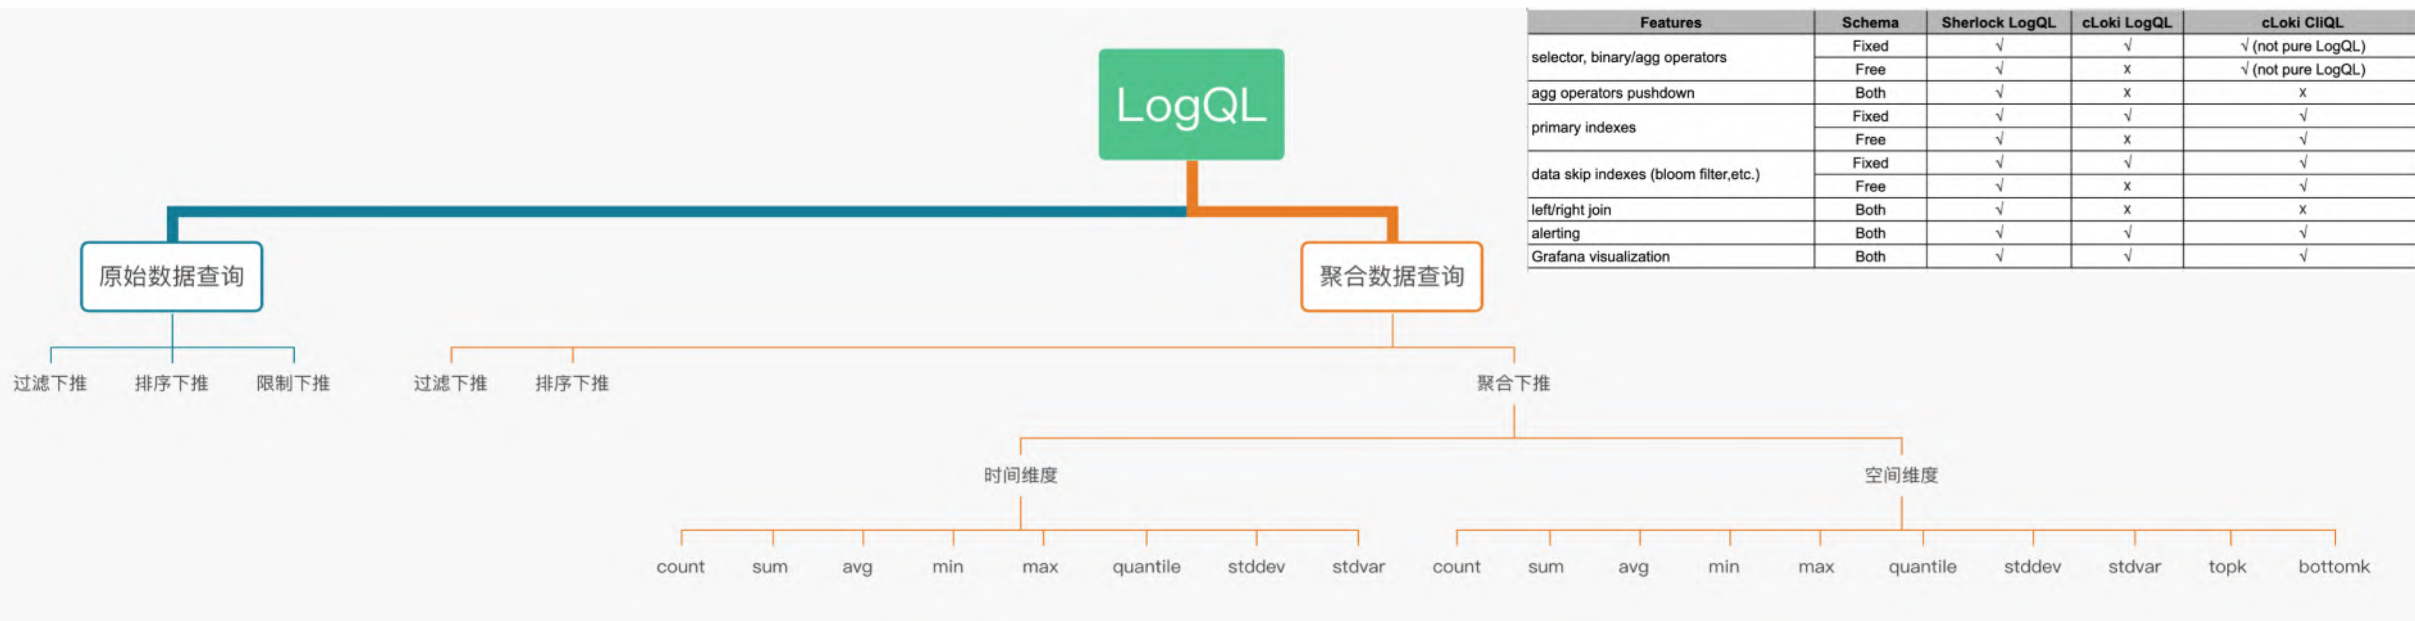 LogQL
原始数据查询
聚合数据查询
过滤下推 排序下推 限制下推 过滤下推 排序下推 聚合下推
时间维度 空间维度
count sum avg min max quantile stddev stdvar count sum avg min max quantile stddev stdvar topk bottomk
Features Schema Sherlock LogQL cLoki LogQL cLoki CliQL
selector, binary/agg operators Fixed √ √ √ (not pure LogQL)
Free √ x √ (not pure LogQL)
agg operators pushdown Both √ x x
primary indexes Fixed √ √ √
Free √ x √
data skip indexes (bloom filter,etc.) Fixed √ √ √
Free √ x √
left/right join Both √ x x
alerting Both √ √ √
Grafana visualization Both √ √ √